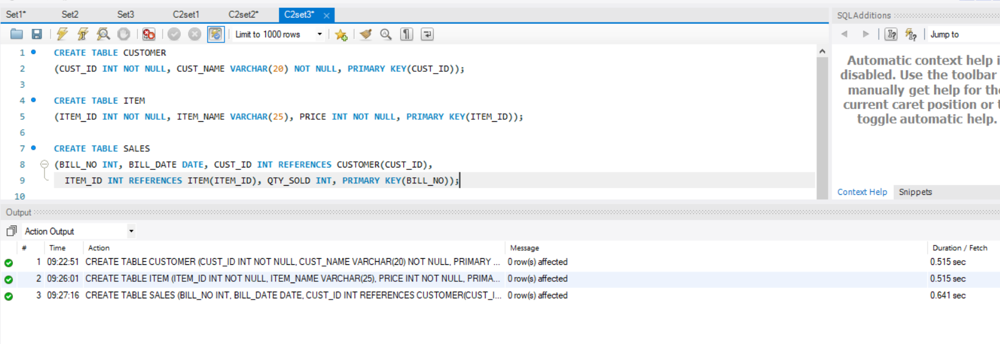 Set1* Set2 Set3 C2set1 C2set2* C2set3* ×
SQLAdditions
Limit to 1000 rows
Jump to
1 CREATE TABLE CUSTOMER
2 (CUST_ID INT NOT NULL, CUST_NAME VARCHAR(20) NOT NULL, PRIMARY KEY(CUST_ID));
3
4 CREATE TABLE ITEM
5 (ITEM_ID INT NOT NULL, ITEM_NAME VARCHAR(25), PRICE INT NOT NULL, PRIMARY KEY(ITEM_ID));
6
7 CREATE TABLE SALES
8 (BILL_NO INT, BILL_DATE DATE, CUST_ID INT REFERENCES CUSTOMER(CUST_ID),
9 ITEM_ID INT REFERENCES ITEM(ITEM_ID), QTY_SOLD INT, PRIMARY KEY(BILL_NO));
10
Automatic context help i
disabled. Use the toolbar
manually get help for the
current caret position or t
toggle automatic help.
Context Help Snippets
Output
Action Output
# Time Action Message Duration / Fetch
1 09:22:51 CREATE TABLE CUSTOMER (CUST_ID INT NOT NULL, CUST_NAME VARCHAR(20) NOT NULL, PRIMARY ... 0 row(s) affected 0.515 sec
2 09:26:01 CREATE TABLE ITEM (ITEM_ID INT NOT NULL, ITEM_NAME VARCHAR(25), PRICE INT NOT NULL, PRIMA... 0 row(s) affected 0.515 sec
3 09:27:16 CREATE TABLE SALES (BILL_NO INT, BILL_DATE DATE, CUST_ID INT REFERENCES CUSTOMER(CUST_I... 0 row(s) affected 0.641 sec